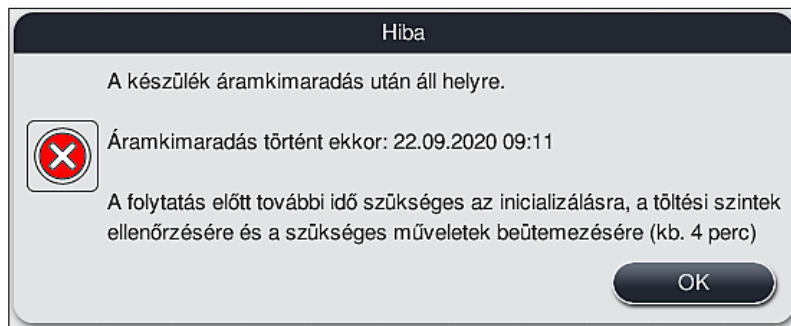 Hiba
A készülék áramkimaradás után áll helyre.
Áramkimaradás történt ekkor: 22.09.2020 09:11
A folytatás előtt további idő szükséges az inicializálásra, a töltési szintek
ellenőrzésére és a szükséges műveletek beütemezésére (kb. 4 perc)
OK